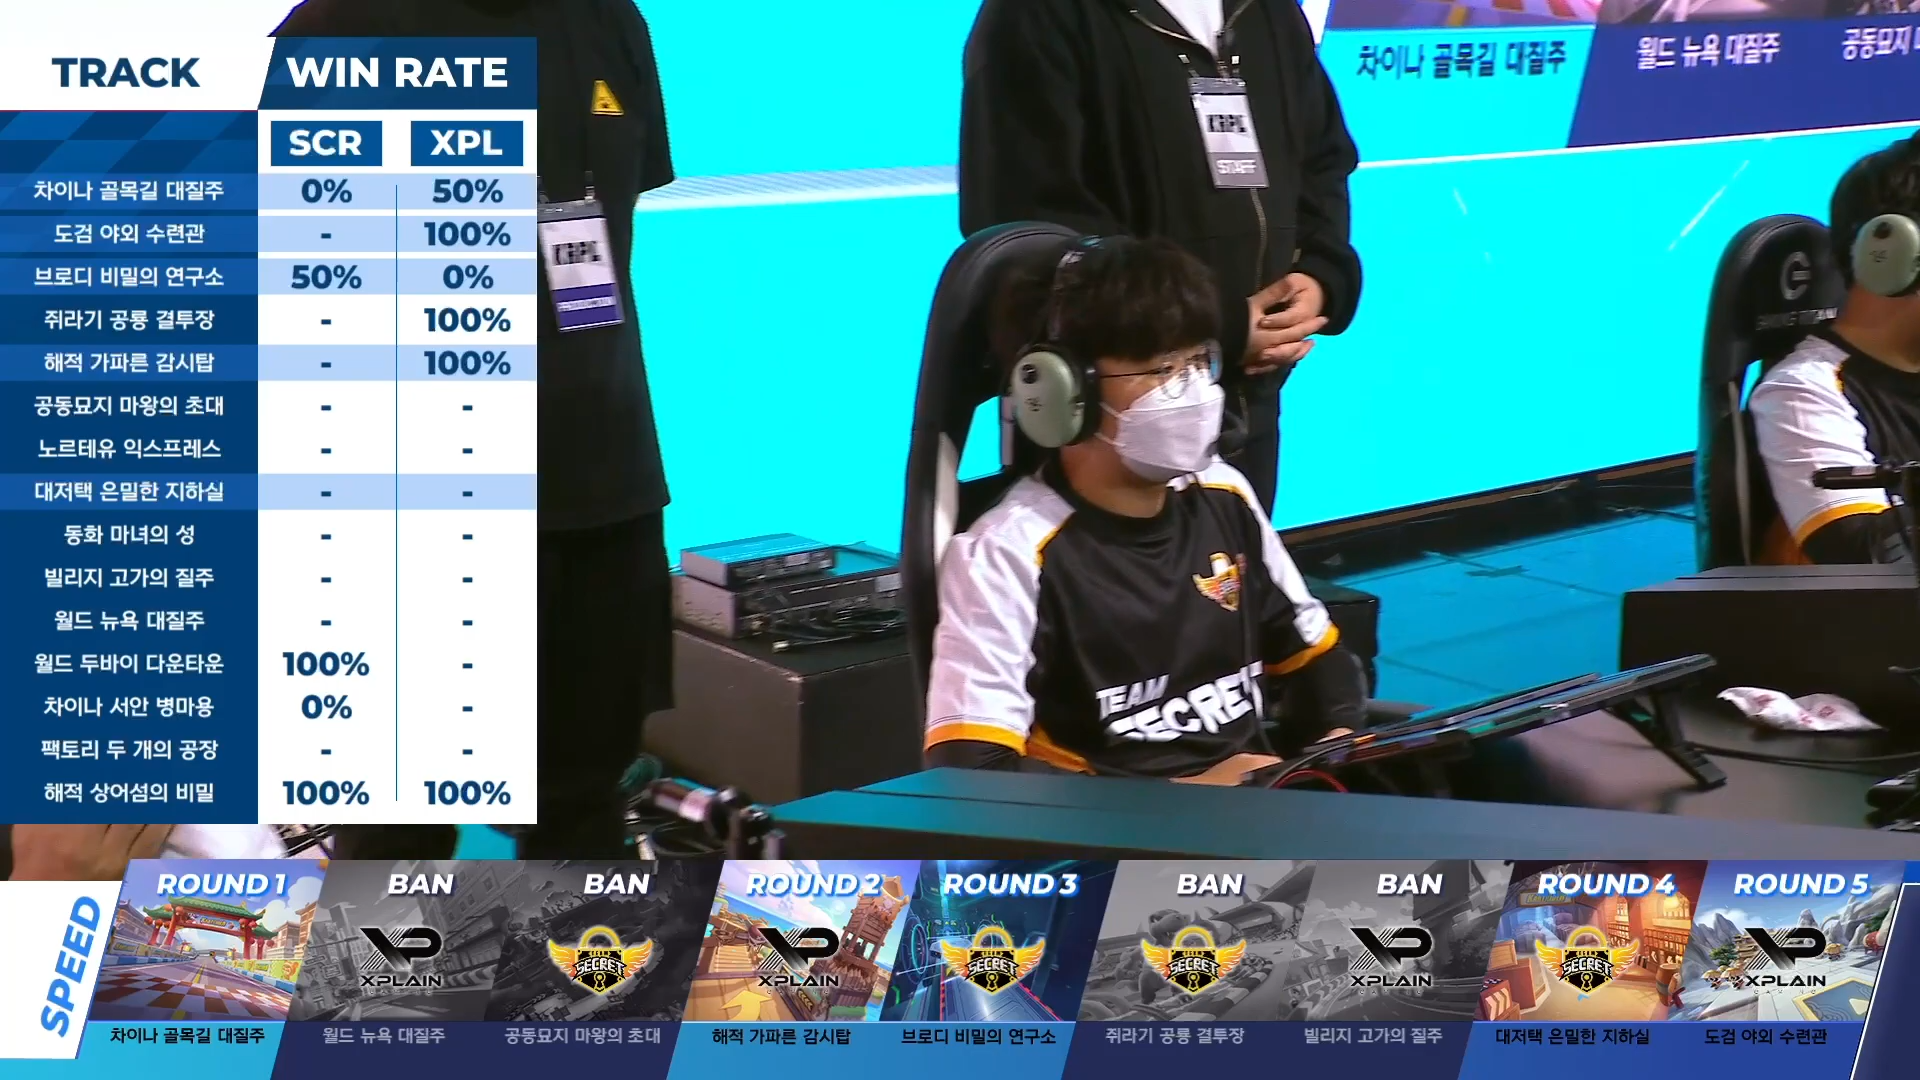 TRACK WIN RATE
SCR XPL
차이나 골목길 대질주 0% 50%
도검 야외 수련관 - 100%
브로디 비밀의 연구소 50% 0%
쥐라기 공룡 결투장 - 100%
해적 가파른 감시탑 - 100%
공동묘지 마왕의 초대 - -
노르테유 익스프레스 - -
대저택 은밀한 지하실 - -
동화 마녀의 성 - -
빌리지 고가의 질주 - -
월드 뉴욕 대질주 - -
월드 두바이 다운타운 100% -
차이나 서안 병마용 0% -
팩토리 두 개의 공장 - -
해적 상어섬의 비밀 100% 100%
차이나 골목길 대질주
월드 뉴욕 대질주
공동묘지
KRPL
KRPL
STAFF
TEAM
SECRET
SPEED
ROUND 1
차이나 골목길 대질주
BAN
XPLAIN
월드 뉴욕 대질주
BAN
TEAM
SECRET
공동묘지 마왕의 초대
ROUND 2
XPLAIN
해적 가파른 감시탑
ROUND 3
TEAM
SECRET
브로디 비밀의 연구소
BAN
TEAM
SECRET
쥐라기 공룡 결투장
BAN
XPLAIN
빌리지 고가의 질주
ROUND 4
TEAM
SECRET
대저택 은밀한 지하실
ROUND 5
XPLAIN
도검 야외 수련관